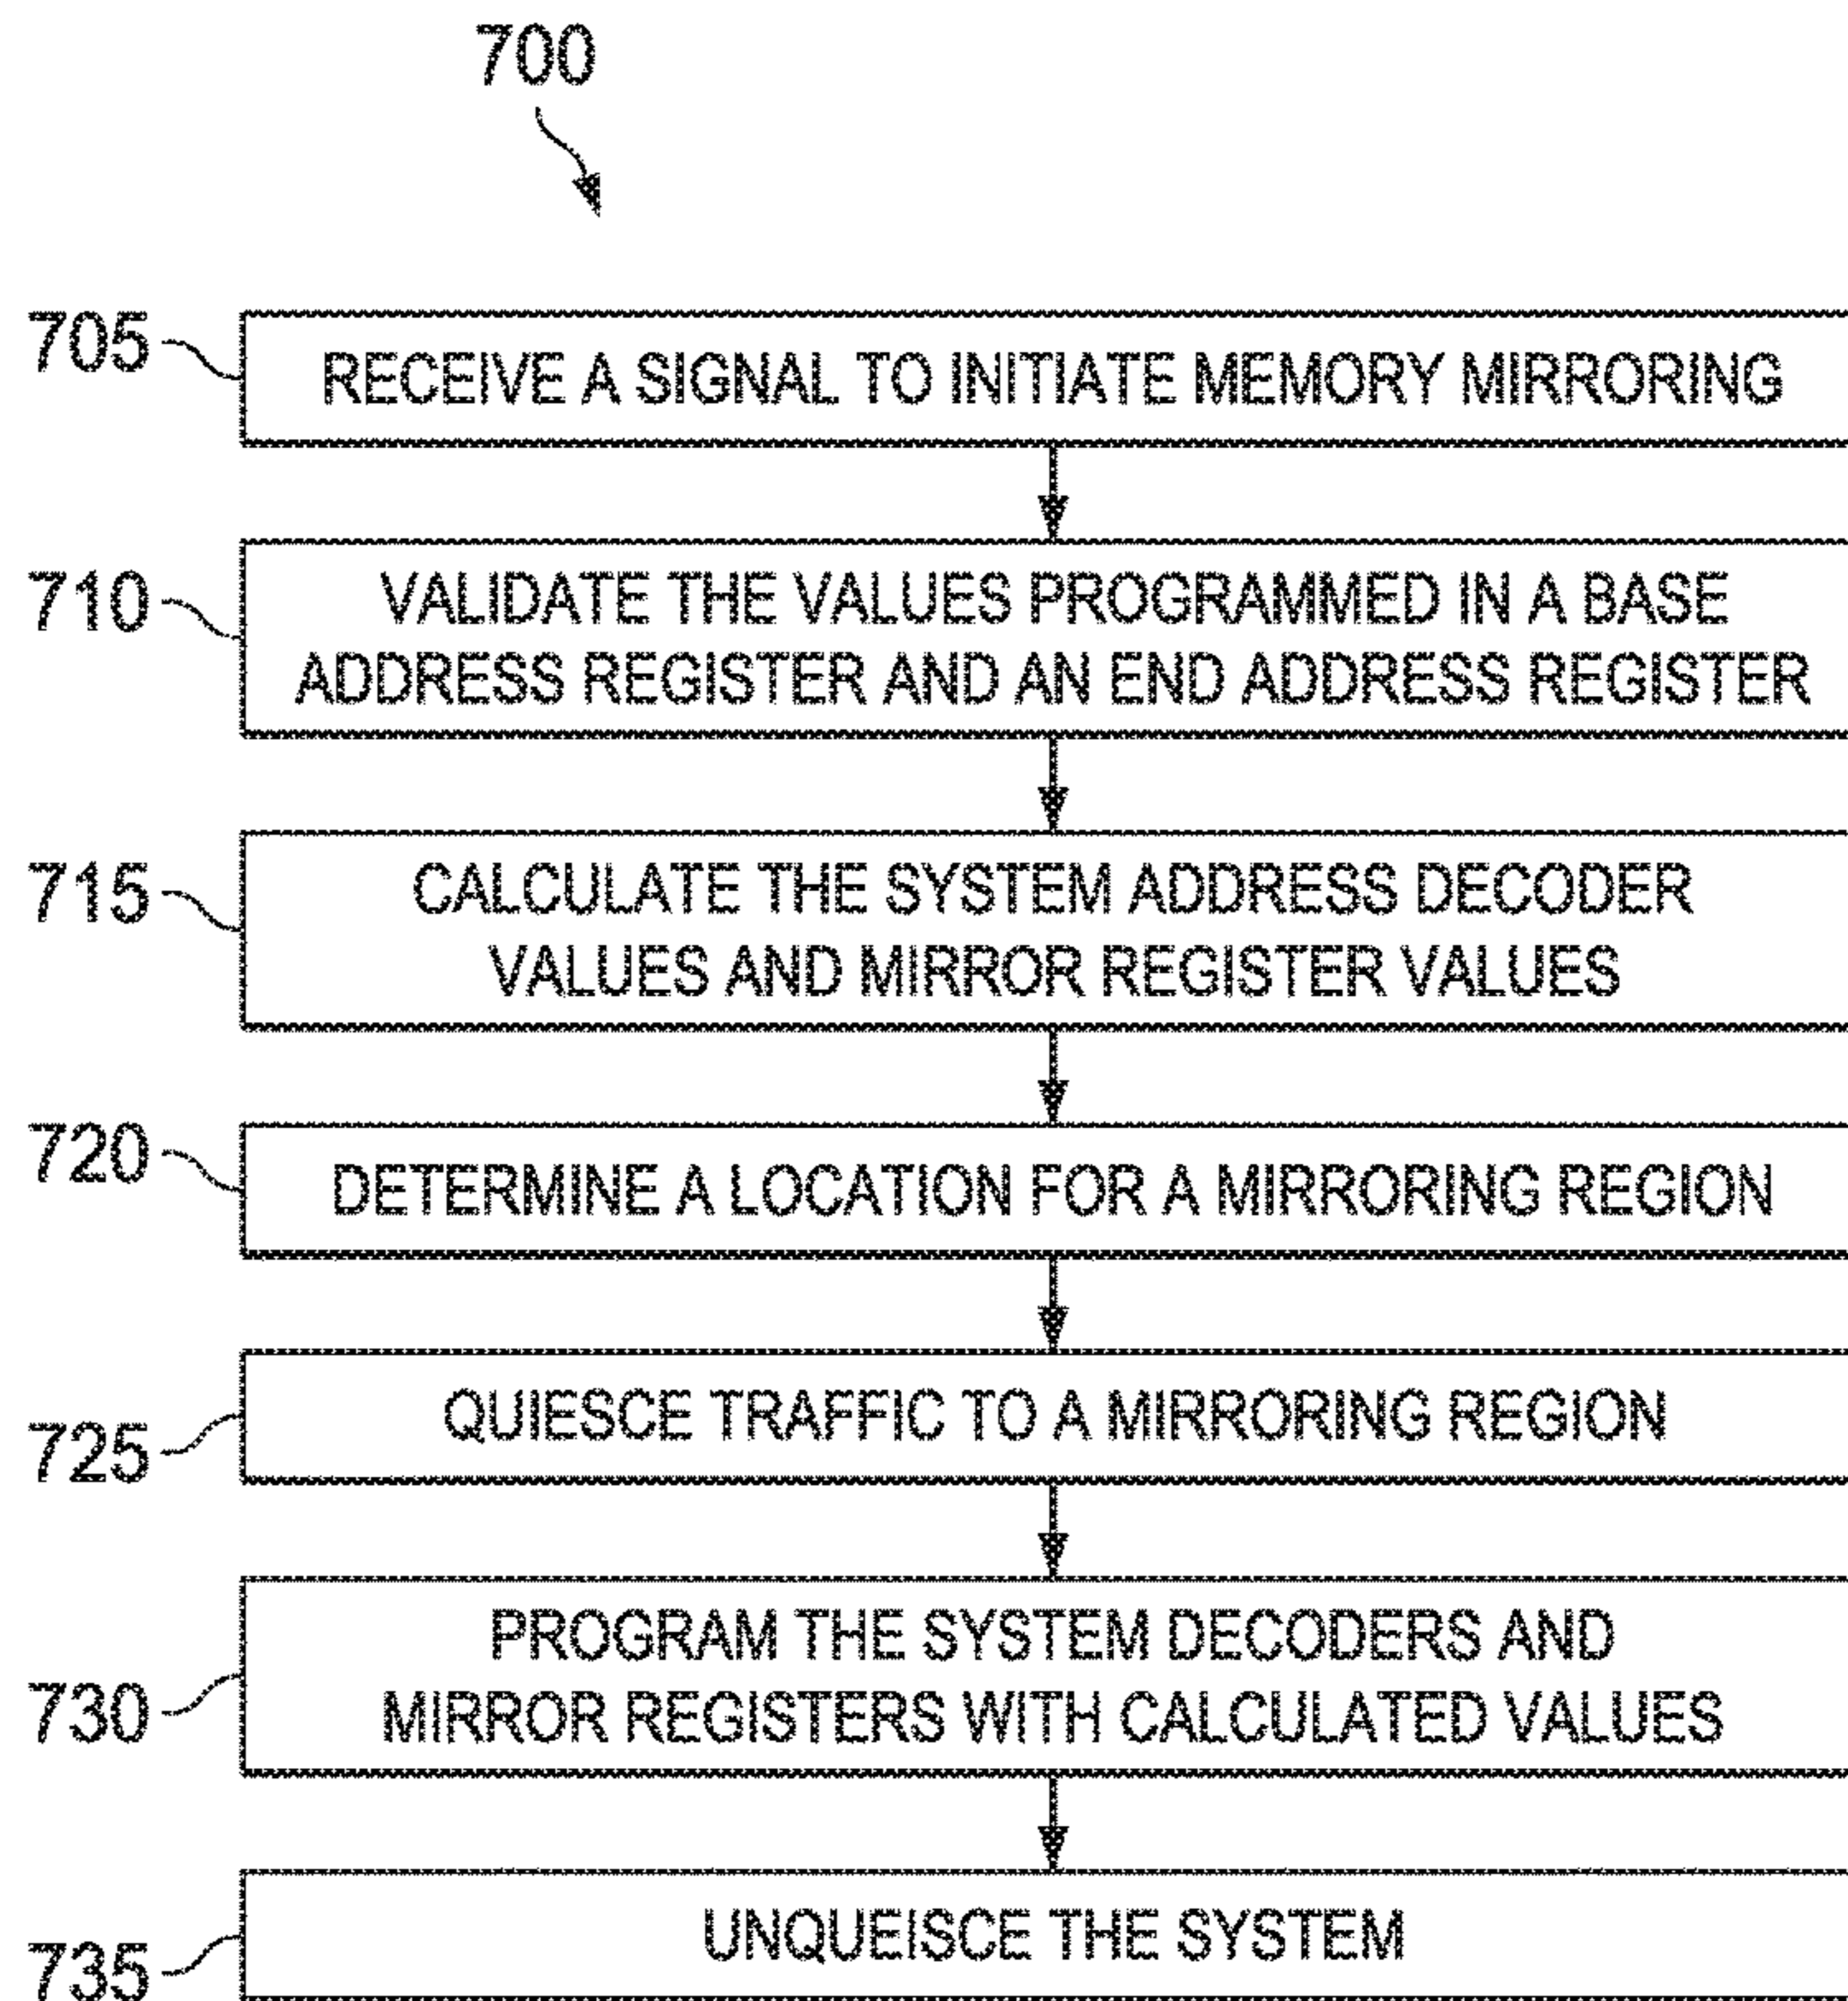 700
705
RECEIVE A SIGNAL TO INITIATE MEMORY MIRRORING
710
VALIDATE THE VALUES PROGRAMMED IN A BASE
ADDRESS REGISTER AND AN END ADDRESS REGISTER
715
CALCULATE THE SYSTEM ADDRESS DECODER
VALUES AND MIRROR REGISTER VALUES
720
DETERMINE A LOCATION FOR A MIRRORING REGION
725
QUIESCE TRAFFIC TO A MIRRORING REGION
730
PROGRAM THE SYSTEM DECODERS AND
MIRROR REGISTERS WITH CALCULATED VALUES
735
UNQUEISCE THE SYSTEM